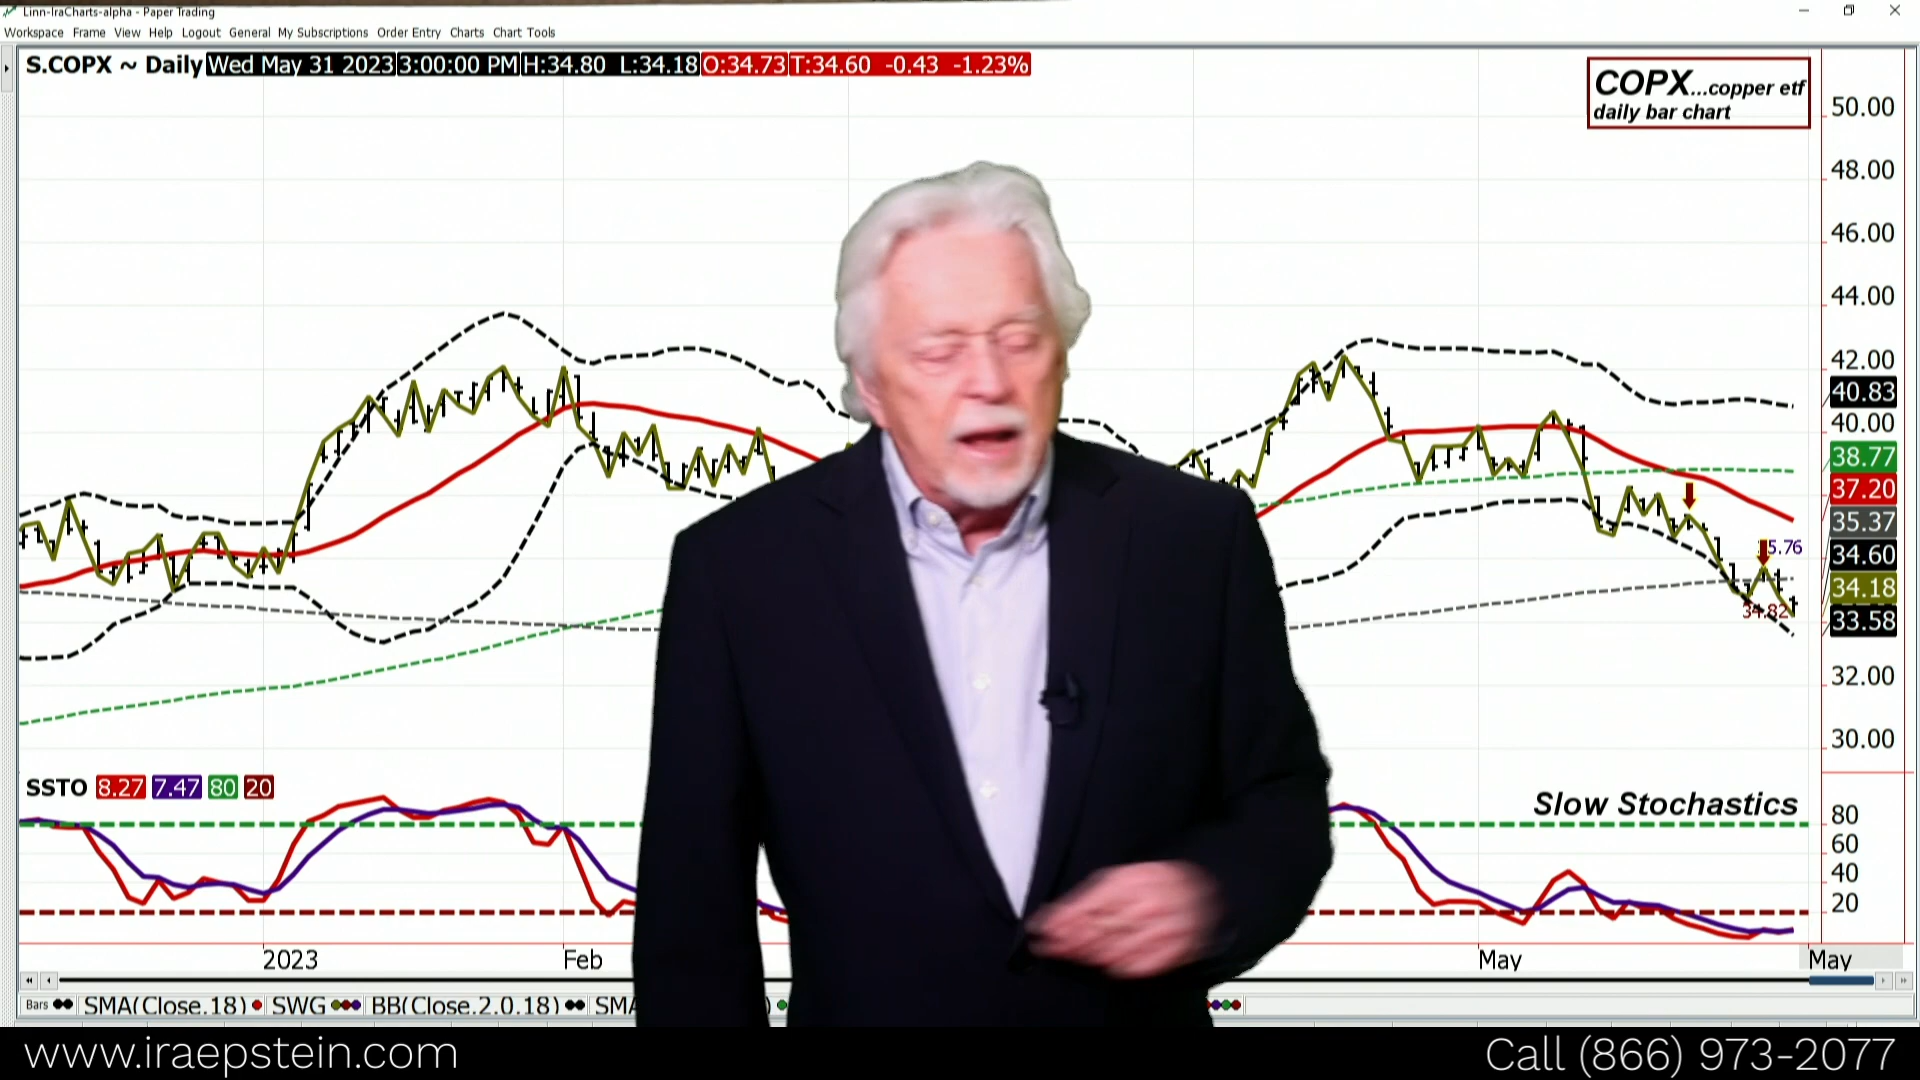 Linn-IraCharts-alpha - Paper Trading
Workspace Frame View Help Logout General My Subscriptions Order Entry Charts Chart Tools
S.COPX ~ Daily Wed May 31 2023 3:00:00 PM H:34.80 L:34.18 O:34.73 T:34.60 -0.43 -1.23%
COPX...copper etf
daily bar chart
50.00
48.00
46.00
44.00
42.00
40.83
40.00
38.77
37.20
35.37
5.76
34.60
34.18
34.82
33.58
32.00
30.00
SSTO 8.27 7.47 80 20
Slow Stochastics
80
60
40
20
2023 Feb May May
Bars SMA(Close,18) SWG BB(Close,2.0,18)
www.iraepstein.com
Call (866) 973-2077